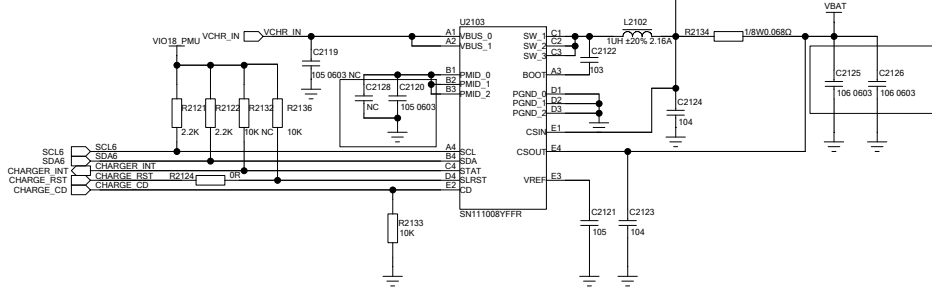 VBAT
U2103
L2102
VIO18_PMU
VCHR_IN
VCHR_IN
A1
VBUS_0
A2
VBUS_1
SW_1
C1
SW_2
C2
SW_3
C3
1UH ±20% 2.16A
R2134
1/8W0.068Ω
C2119
105 0603
NC
C2122
103
B1
PMID_0
B2
PMID_1
B3
PMID_2
BOOT
A3
C2128
NC
C2120
105 0603
C2125
106 0603
C2126
106 0603
PGND_0
D1
PGND_1
D2
PGND_2
D3
R2121
2.2K
R2122
2.2K
R2132
10K NC
R2136
10K
C2124
104
CSIN
E1
SCL6
SCL6
A4
SCL
CSOUT
E4
SDA6
SDA6
B4
SDA
CHARGER_INT
CHARGER_INT
C4
STAT
CHARGE_RST
CHARGE_RST
R2124
0R
D4
SLRST
VREF
E3
CHARGE_CD
CHARGE_CD
E2
CD
SN111008YFFR
R2133
10K
C2121
105
C2123
104